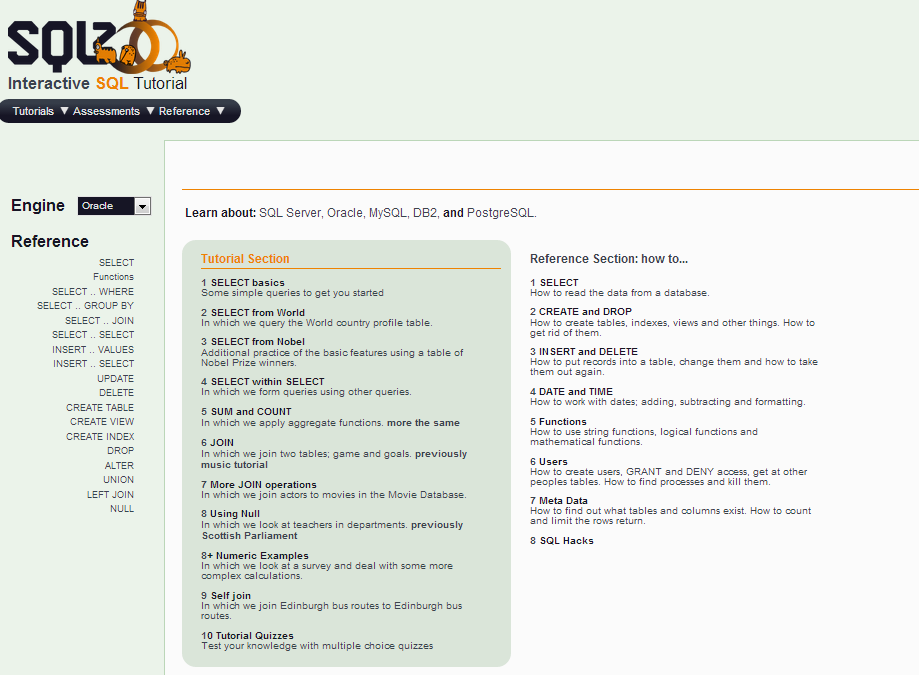 SQLZOO
Interactive SQL Tutorial
Tutorials ▼ Assessments ▼ Reference ▼
Engine Oracle
Reference
SELECT
Functions
SELECT .. WHERE
SELECT .. GROUP BY
SELECT .. JOIN
SELECT .. SELECT
INSERT .. VALUES
INSERT .. SELECT
UPDATE
DELETE
CREATE TABLE
CREATE VIEW
CREATE INDEX
DROP
ALTER
UNION
LEFT JOIN
NULL
Learn about: SQL Server, Oracle, MySQL, DB2, and PostgreSQL.
Tutorial Section
1 SELECT basics
Some simple queries to get you started
2 SELECT from World
In which we query the World country profile table.
3 SELECT from Nobel
Additional practice of the basic features using a table of
Nobel Prize winners.
4 SELECT within SELECT
In which we form queries using other queries.
5 SUM and COUNT
In which we apply aggregate functions. more the same
6 JOIN
In which we join two tables; game and goals. previously
music tutorial
7 More JOIN operations
In which we join actors to movies in the Movie Database.
8 Using Null
In which we look at teachers in departments. previously
Scottish Parliament
8+ Numeric Examples
In which we look at a survey and deal with some more
complex calculations.
9 Self join
In which we join Edinburgh bus routes to Edinburgh bus
routes.
10 Tutorial Quizzes
Test your knowledge with multiple choice quizzes
Reference Section: how to...
1 SELECT
How to read the data from a database.
2 CREATE and DROP
How to create tables, indexes, views and other things. How to
get rid of them.
3 INSERT and DELETE
How to put records into a table, change them and how to take
them out again.
4 DATE and TIME
How to work with dates; adding, subtracting and formatting.
5 Functions
How to use string functions, logical functions and
mathematical functions.
6 Users
How to create users, GRANT and DENY access, get at other
peoples tables. How to find processes and kill them.
7 Meta Data
How to find out what tables and columns exist. How to count
and limit the rows return.
8 SQL Hacks